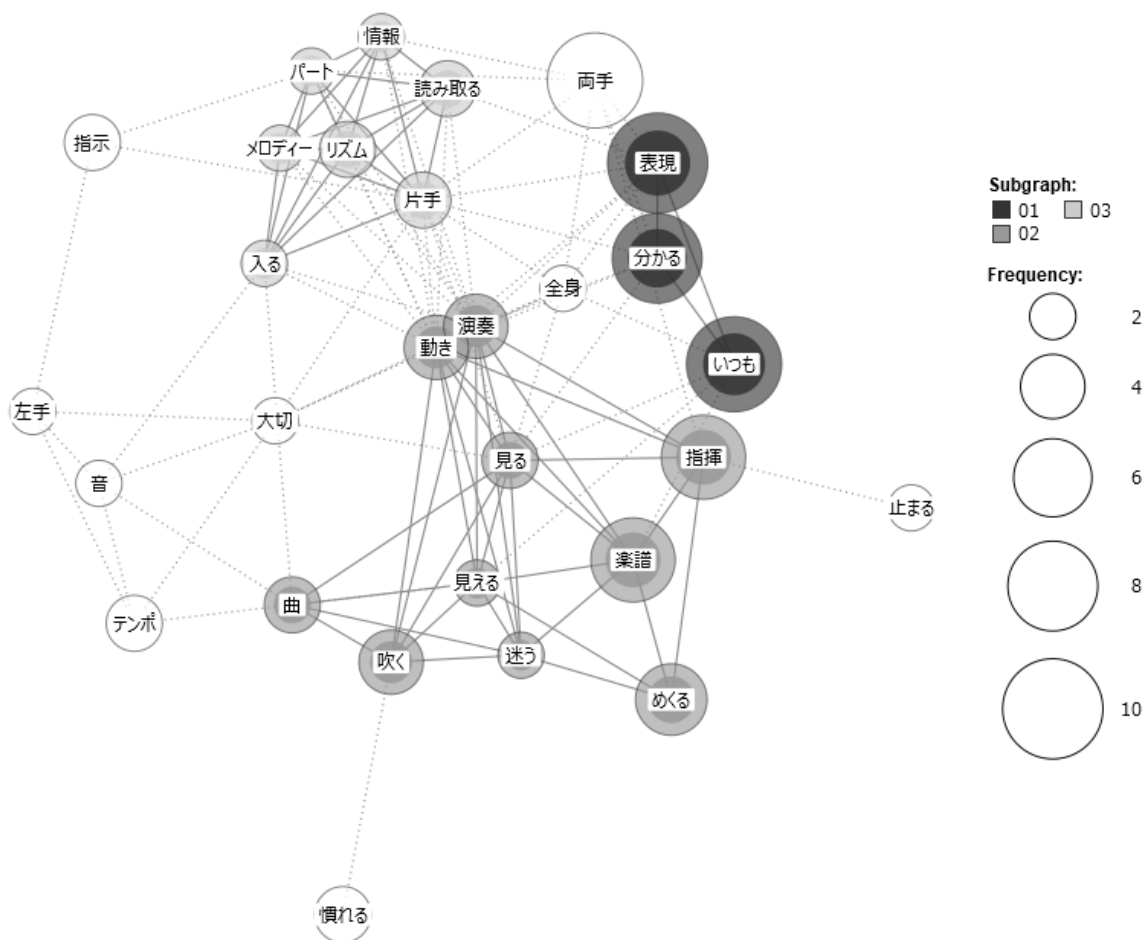 情報
パート
読み取る
両手
指示
メロディー
リズム
表現
片手
分かる
入る
全身
演奏
動き
いつも
左手
大切
見る
指揮
音
止まる
楽譜
見える
曲
テンポ
吹く
迷う
めくる
慣れる
Subgraph:
01 03
02
Frequency:
2
4
6
8
10